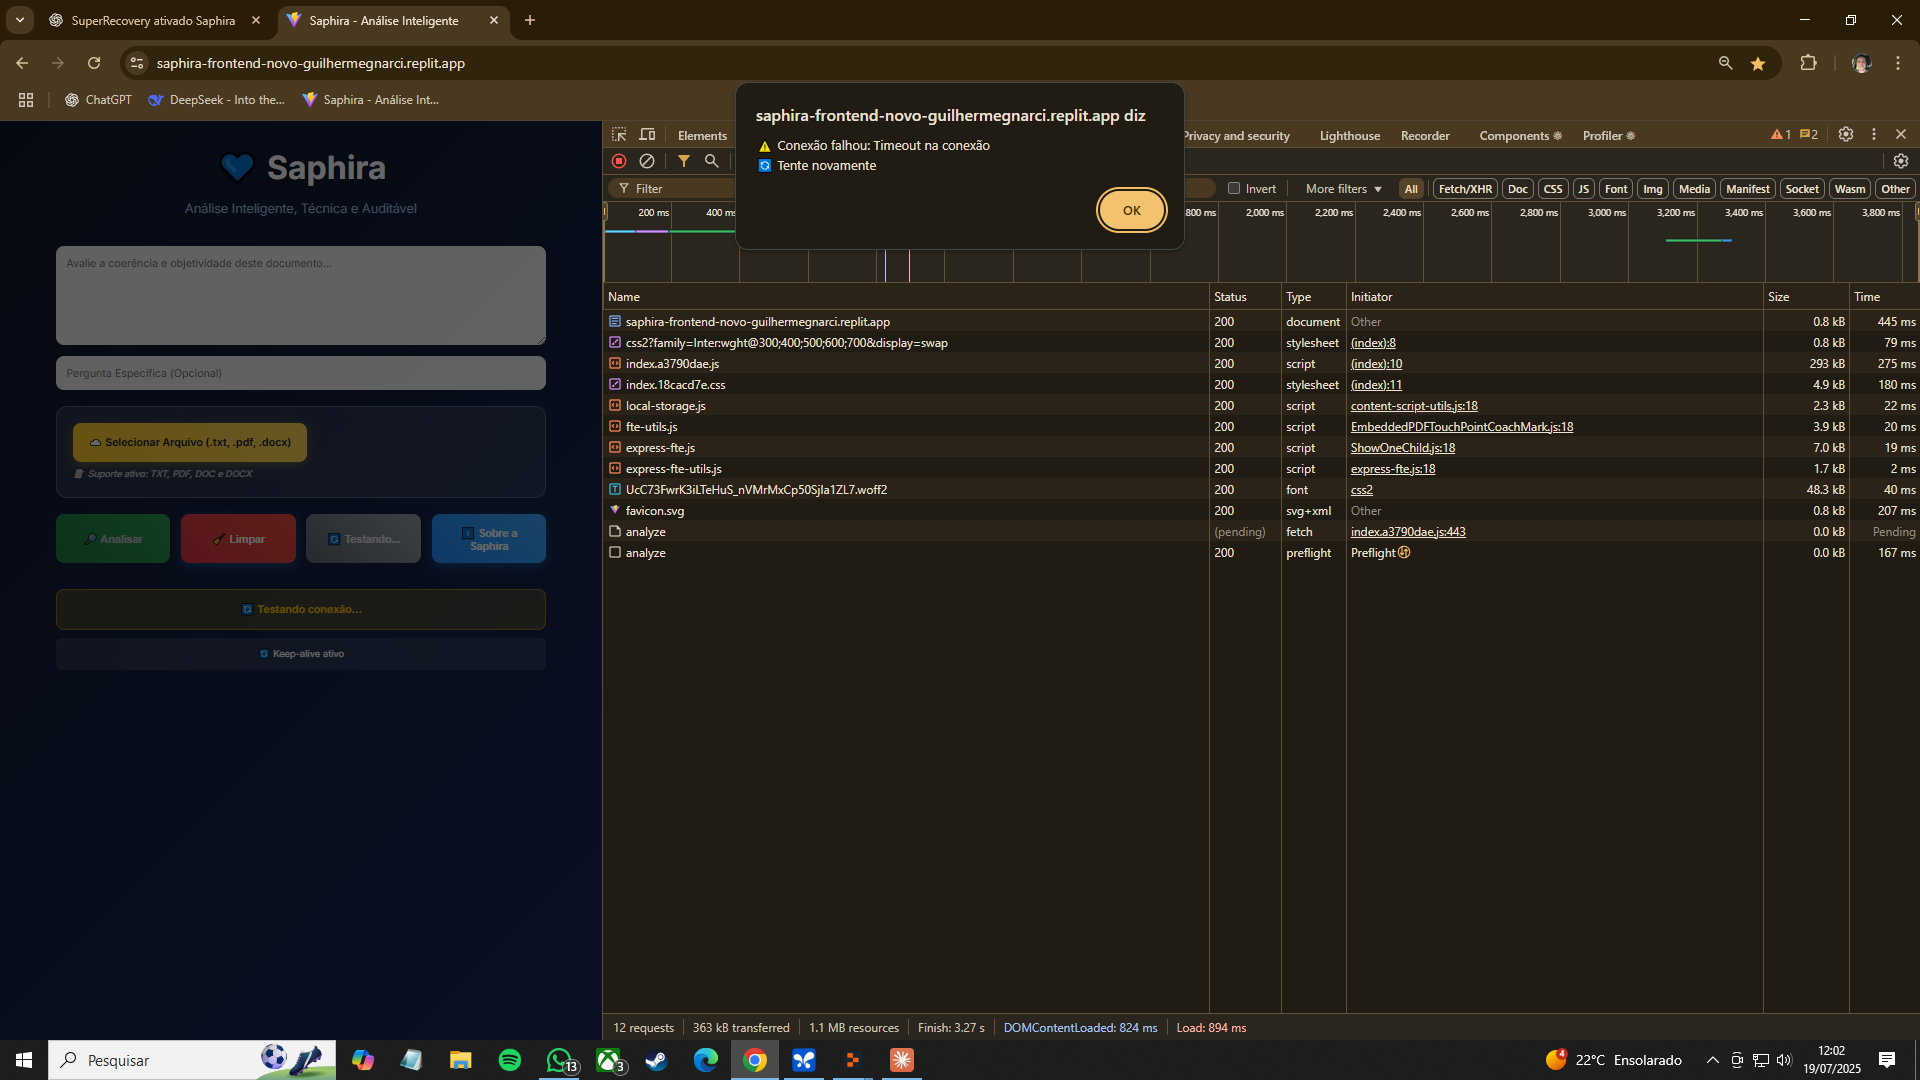 SuperRecovery ativado Saphira
Saphira - Análise Inteligente
saphira-frontend-novo-guilhermegnarci.replit.app
ChatGPT
DeepSeek - Into the...
Saphira - Análise Int...
saphira-frontend-novo-guilhermegnarci.replit.app diz
Conexão falhou: Timeout na conexão
Tente novamente
OK
Saphira
Análise Inteligente, Técnica e Auditável
Avalie a coerência e objetividade deste documento...
Pergunta Específica (Opcional)
Selecionar Arquivo (.txt, .pdf, .docx)
Suporte ativo: TXT, PDF, DOC e DOCX
Analisar
Limpar
Testando...
Sobre a
Saphira
Testando conexão...
Keep-alive ativo
Elements
Privacy and security
Lighthouse
Recorder
Components
Profiler
1
2
Filter
Invert
More filters
All
Fetch/XHR
Doc
CSS
JS
Font
Img
Media
Manifest
Socket
Wasm
Other
200 ms
400 ms
800 ms
2,000 ms
2,200 ms
2,400 ms
2,600 ms
2,800 ms
3,000 ms
3,200 ms
3,400 ms
3,600 ms
3,800 ms
Name Status Type Initiator Size Time
saphira-frontend-novo-guilhermegnarci.replit.app 200 document Other 0.8 kB 445 ms
css2?family=Inter:wght@300;400;500;600;700&display=swap 200 stylesheet (index):8 0.8 kB 79 ms
index.a3790dae.js 200 script (index):10 293 kB 275 ms
index.18cacd7e.css 200 stylesheet (index):11 4.9 kB 180 ms
local-storage.js 200 script content-script-utils.js:18 2.3 kB 22 ms
fte-utils.js 200 script EmbeddedPDFTouchPointCoachMark.js:18 3.9 kB 20 ms
express-fte.js 200 script ShowOneChild.js:18 7.0 kB 19 ms
express-fte-utils.js 200 script express-fte.js:18 1.7 kB 2 ms
UcC73FwrK3iLTeHuS_nVMrMxCp50SjIa1ZL7.woff2 200 font css2 48.3 kB 40 ms
favicon.svg 200 svg+xml Other 0.8 kB 207 ms
analyze (pending) fetch index.a3790dae.js:443 0.0 kB Pending
analyze 200 preflight Preflight 0.0 kB 167 ms
12 requests
363 kB transferred
1.1 MB resources
Finish: 3.27 s
DOMContentLoaded: 824 ms
Load: 894 ms
Pesquisar
13
3
4
22°C Ensolarado
12:02
19/07/2025